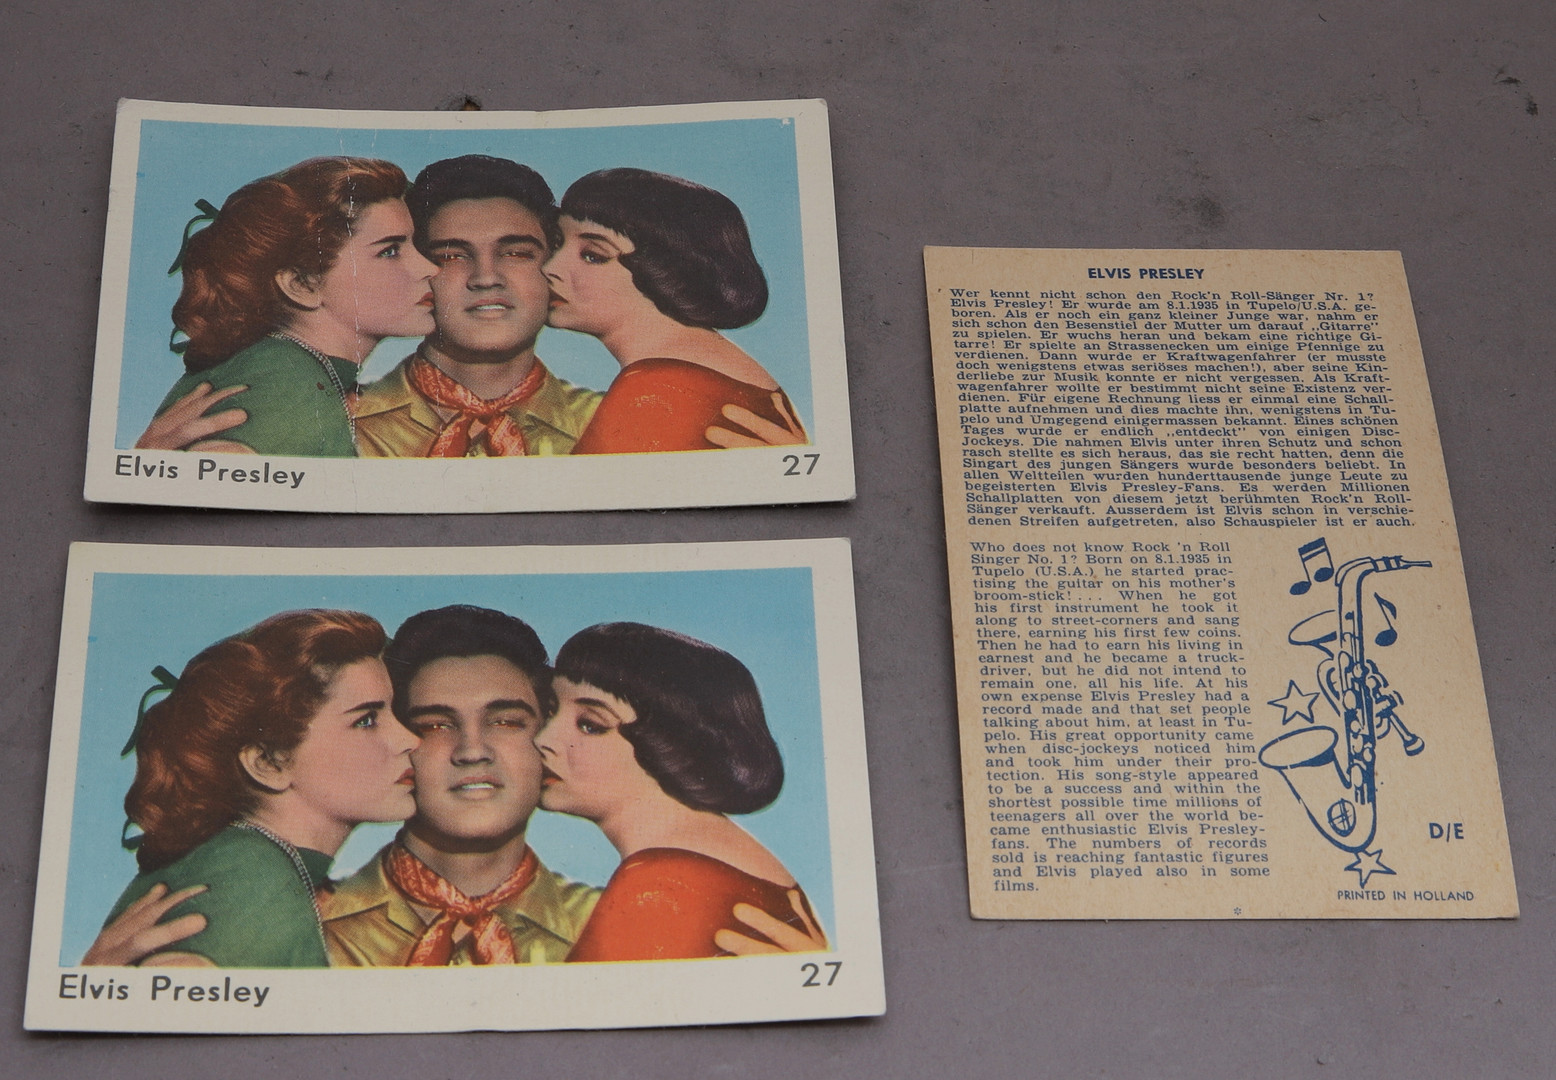 Elvis Presley 27
Elvis Presley 27
ELVIS PRESLEY
Wer kennt nicht schon den Rock'n Roll-Sänger Nr. 1?
Elvis Presley! Er wurde am 8.1.1935 in Tupelo/U.S.A. ge-
boren. Als er noch ein ganz kleiner Junge war, nahm er
sich schon den Besenstiel der Mutter um darauf „Gitarre"
zu spielen. Er wuchs heran und bekam eine richtige Gi-
tarre! Er spielte an Strassenecken um einige Pfennige zu
verdienen. Dann wurde er Kraftwagenfahrer (er musste
doch wenigstens etwas seriöses machen!), aber seine Kin-
derliebe zur Musik konnte er nicht vergessen. Als Kraft-
wagenfahrer wollte er bestimmt nicht seine Existenz ver-
dienen. Für eigene Rechnung liess er einmal eine Schall-
platte aufnehmen und dies machte ihn, wenigstens in Tu-
pelo und Umgegend einigermassen bekannt. Eines schönen
Tages wurde er endlich „entdeckt" von einigen Disc-
Jockeys. Die nahmen Elvis unter ihren Schutz und schon
rasch stellte es sich heraus, das sie recht hatten, denn die
Singart des jungen Sängers wurde besonders beliebt. In
allen Weltteilen wurden hunderttausende junge Leute zu
begeisterten Elvis Presley-Fans. Es werden Millionen
Schallplatten von diesem jetzt berühmten Rock'n Roll-
Sänger verkauft. Ausserdem ist Elvis schon in verschie-
denen Streifen aufgetreten, also Schauspieler ist er auch.
Who does not know Rock 'n Roll
Singer No. 1? Born on 8.1.1935 in
Tupelo (U.S.A.) he started prac-
tising the guitar on his mother's
broom-stick! . . . When he got
his first instrument he took it
along to street-corners and sang
there, earning his first few coins.
Then he had to earn his living in
earnest and he became a truck-
driver, but he did not intend to
remain one, all his life. At his
own expense Elvis Presley had a
record made and that set people
talking about him, at least in Tu-
pelo. His great opportunity came
when disc-jockeys noticed him
and took him under their pro-
tection. His song-style appeared
to be a success and within the
shortest possible time millions of
teenagers all over the world be-
came enthusiastic Elvis Presley-
fans. The numbers of records
sold is reaching fantastic figures
and Elvis played also in some
films.
D/E
PRINTED IN HOLLAND